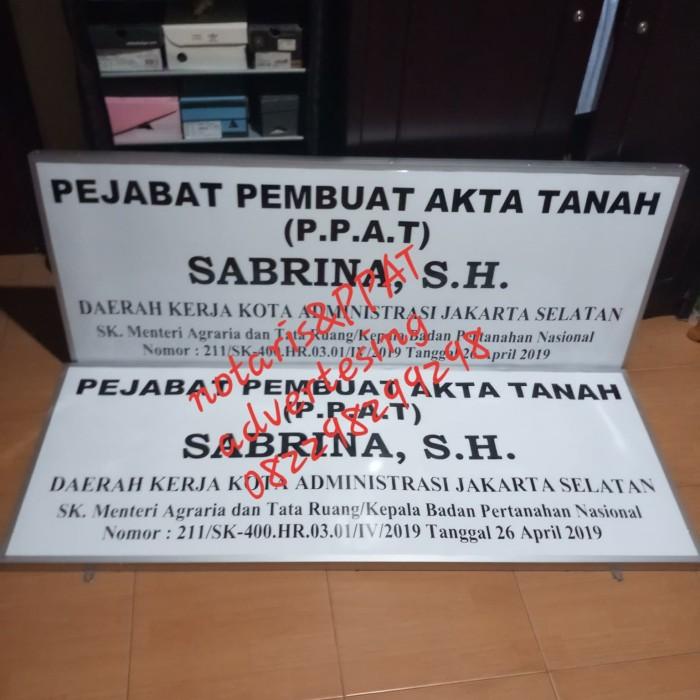 PEJABAT PEMBUAT AKTA TANAH
(P.P.A.T)
SABRINA, S.H.
DAERAH KERJA KOTA ADMINISTRASI JAKARTA SELATAN
SK. Menteri Agraria dan Tata Ruang/Kepala Badan Pertanahan Nasional
Nomor : 211/SK-400.HR.03.01/IV/2019 Tanggal 26 April 2019
PEJABAT PEMBUAT AKTA TANAH
(P.P.A.T)
SABRINA, S.H.
DAERAH KERJA KOTA ADMINISTRASI JAKARTA SELATAN
SK. Menteri Agraria dan Tata Ruang/Kepala Badan Pertanahan Nasional
Nomor : 211/SK-400.HR.03.01/IV/2019 Tanggal 26 April 2019
notaris&PPAT
advertesing
082298299298